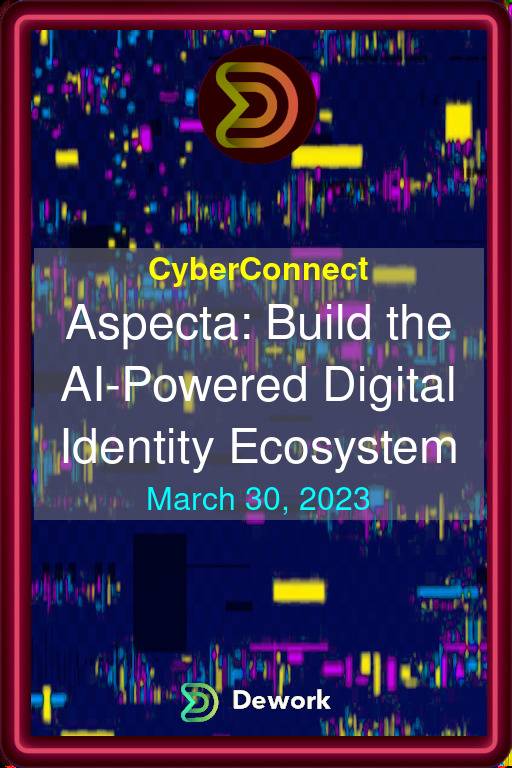 CyberConnect
Aspecta: Build the
AI-Powered Digital
Identity Ecosystem
March 30, 2023
Dework